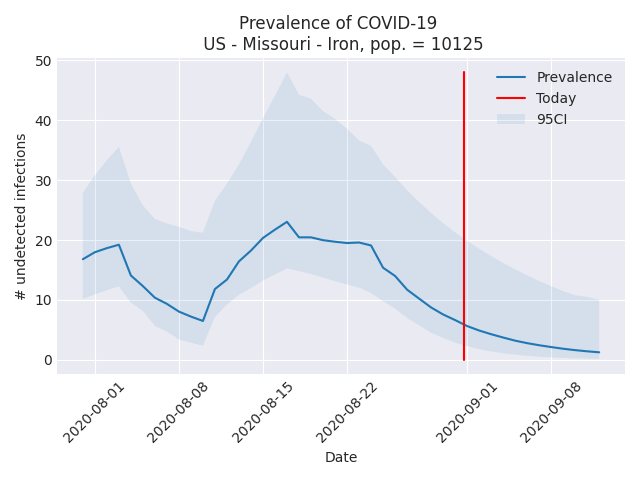 Prevalence of COVID-19
US - Missouri - Iron, pop. = 10125
Prevalence
Today
95CI
# undetected infections
50
40
30
20
10
0
2020-08-01
2020-08-08
2020-08-15
2020-08-22
2020-09-01
2020-09-08
Date